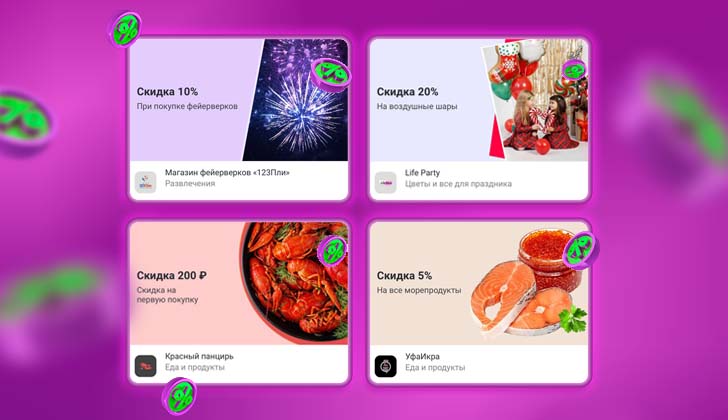 Скидка 10%
При покупке фейерверков
Магазин фейерверков «123Пли»
Развлечения
Скидка 20%
На воздушные шары
Life Party
Цветы и все для праздника
Скидка 200 ₽
Скидка на
первую покупку
Красный панцирь
Еда и продукты
Скидка 5%
На все морепродукты
УфаИкра
Еда и продукты